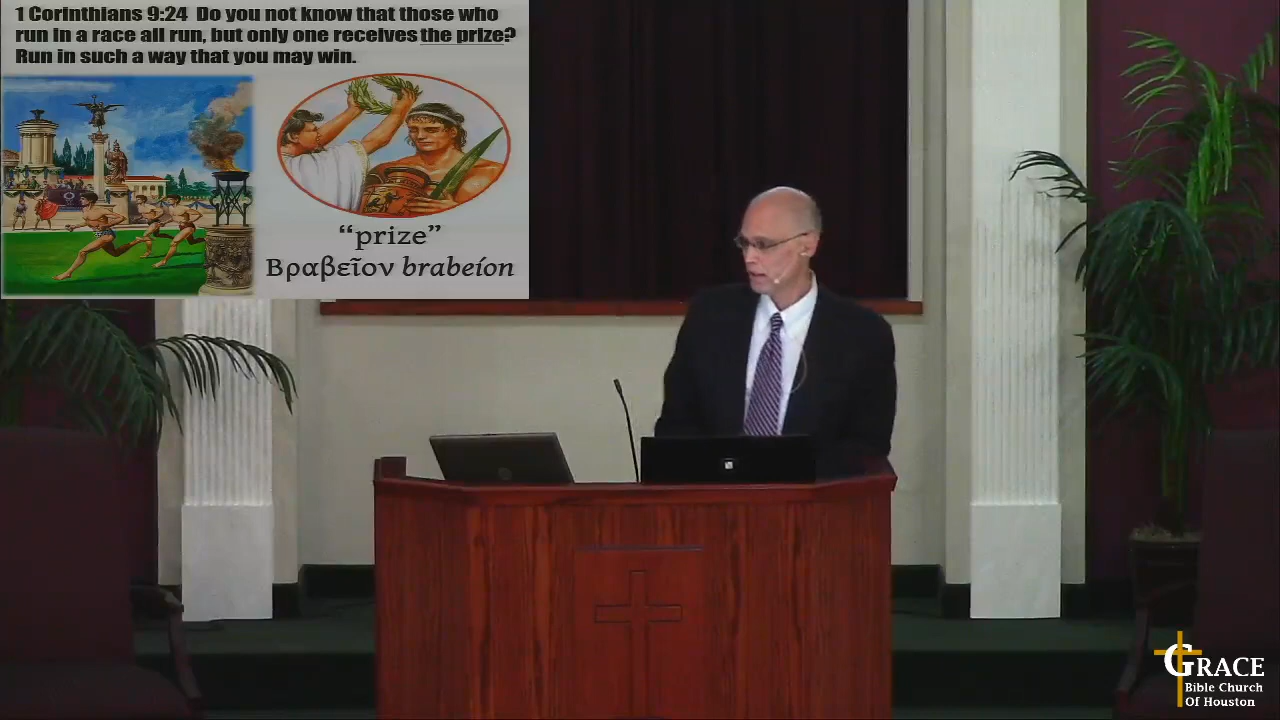 1 Corinthians 9:24 Do you not know that those who
run in a race all run, but only one receives the prize?
Run in such a way that you may win.
“prize”
Βραβεῖον brabeíon
GRACE
Bible Church
Of Houston